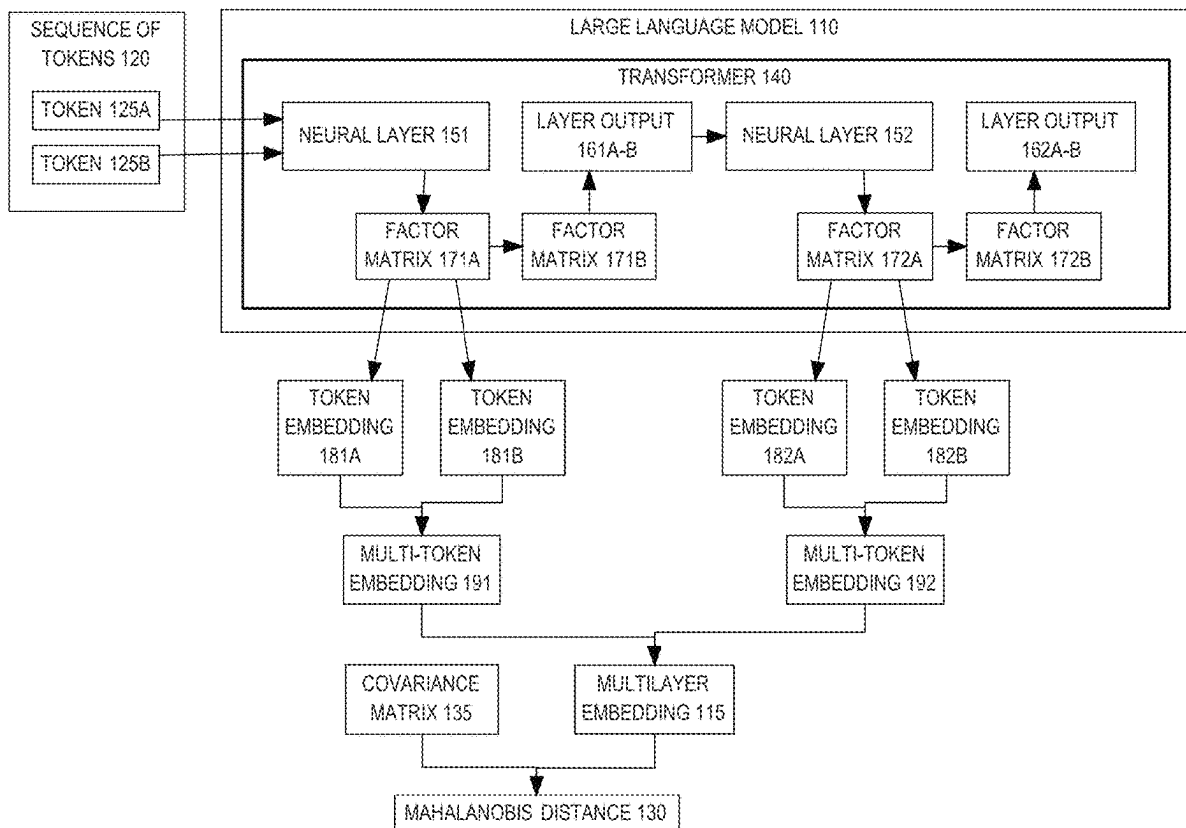 SEQUENCE OF
TOKENS 120
TOKEN 125A
TOKEN 125B
LARGE LANGUAGE MODEL 110
TRANSFORMER 140
NEURAL LAYER 151
LAYER OUTPUT
161A-B
NEURAL LAYER 152
LAYER OUTPUT
162A-B
FACTOR
MATRIX 171A
FACTOR
MATRIX 171B
FACTOR
MATRIX 172A
FACTOR
MATRIX 172B
TOKEN
EMBEDDING
181A
TOKEN
EMBEDDING
181B
TOKEN
EMBEDDING
182A
TOKEN
EMBEDDING
182B
MULTI-TOKEN
EMBEDDING 191
MULTI-TOKEN
EMBEDDING 192
COVARIANCE
MATRIX 135
MULTILAYER
EMBEDDING 115
MAHALANOBIS DISTANCE 130